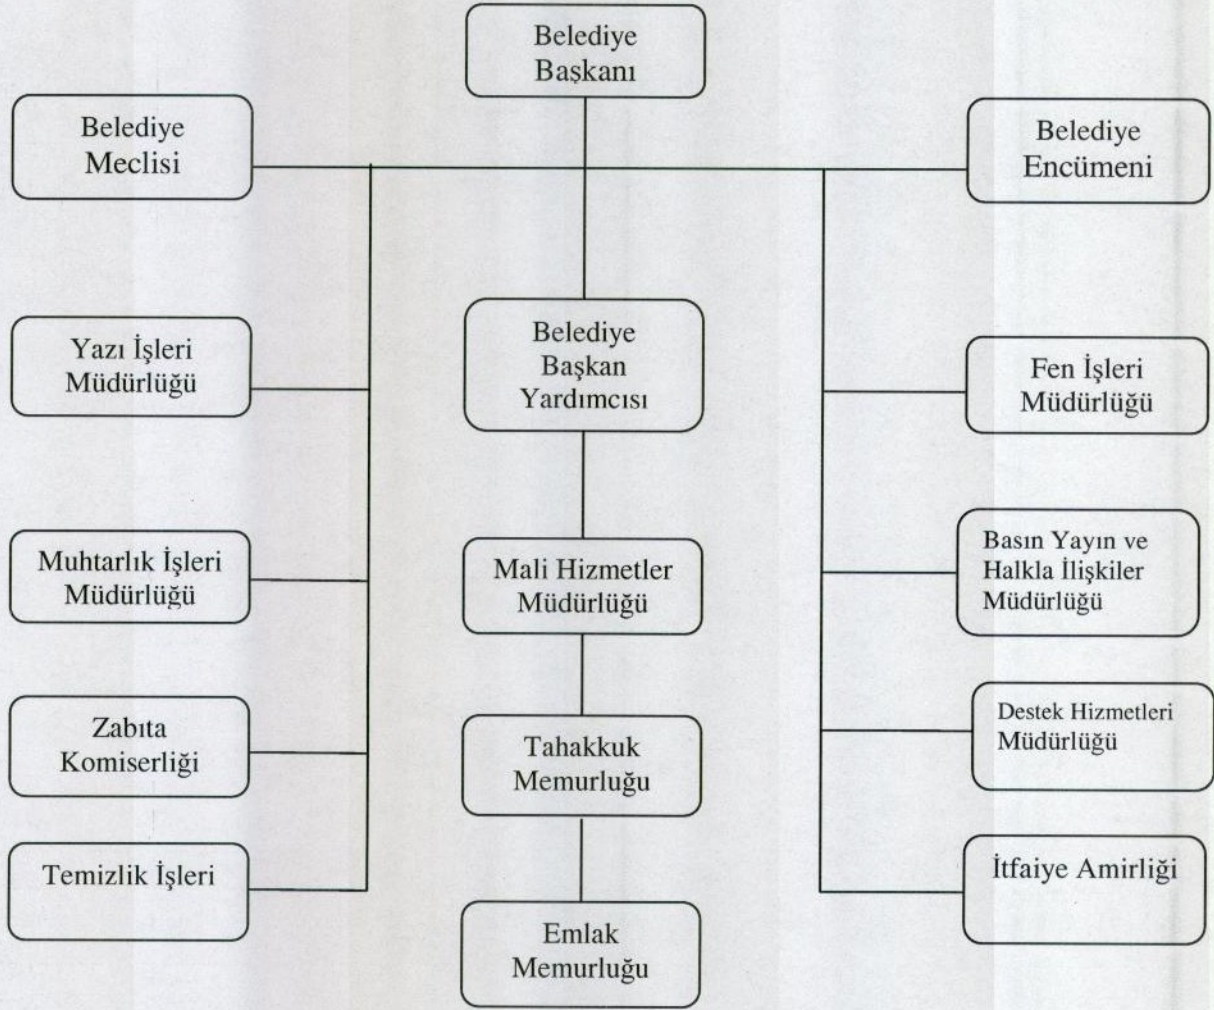 Belediye
Başkanı
Belediye
Meclisi
Belediye
Encümeni
Yazı İşleri
Müdürlüğü
Belediye
Başkan
Yardımcısı
Fen İşleri
Müdürlüğü
Muhtarlık İşleri
Müdürlüğü
Mali Hizmetler
Müdürlüğü
Basın Yayın ve
Halkla İlişkiler
Müdürlüğü
Zabıta
Komiserliği
Tahakkuk
Memurluğu
Destek Hizmetleri
Müdürlüğü
Temizlik İşleri
Emlak
Memurluğu
İtfaiye Amirliği